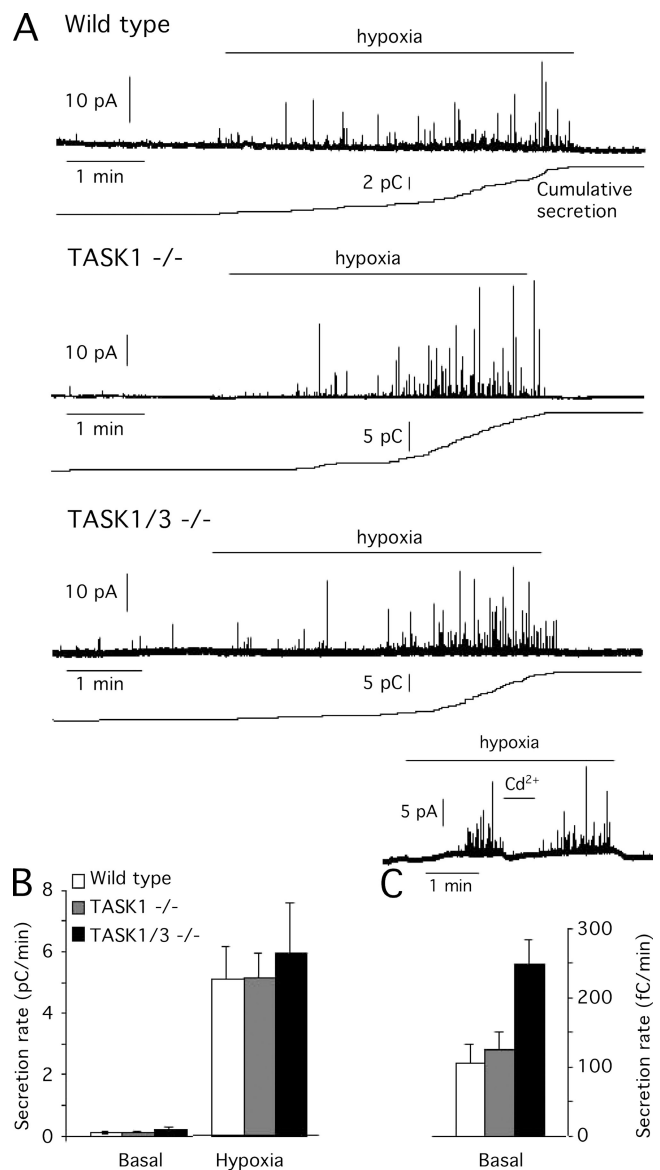 A Wild type
hypoxia
10 pA
1 min
2 pC
Cumulative
secretion
TASK1 -/-
hypoxia
10 pA
1 min
5 pC
TASK1/3 -/-
hypoxia
10 pA
1 min
5 pC
hypoxia
Cd²⁺
5 pA
1 min
B
Wild type
TASK1 -/-
TASK1/3 -/-
Secretion rate (pC/min)
8
6
4
2
0
Basal Hypoxia
C
300
200
100
0
Secretion rate (fC/min)
Basal